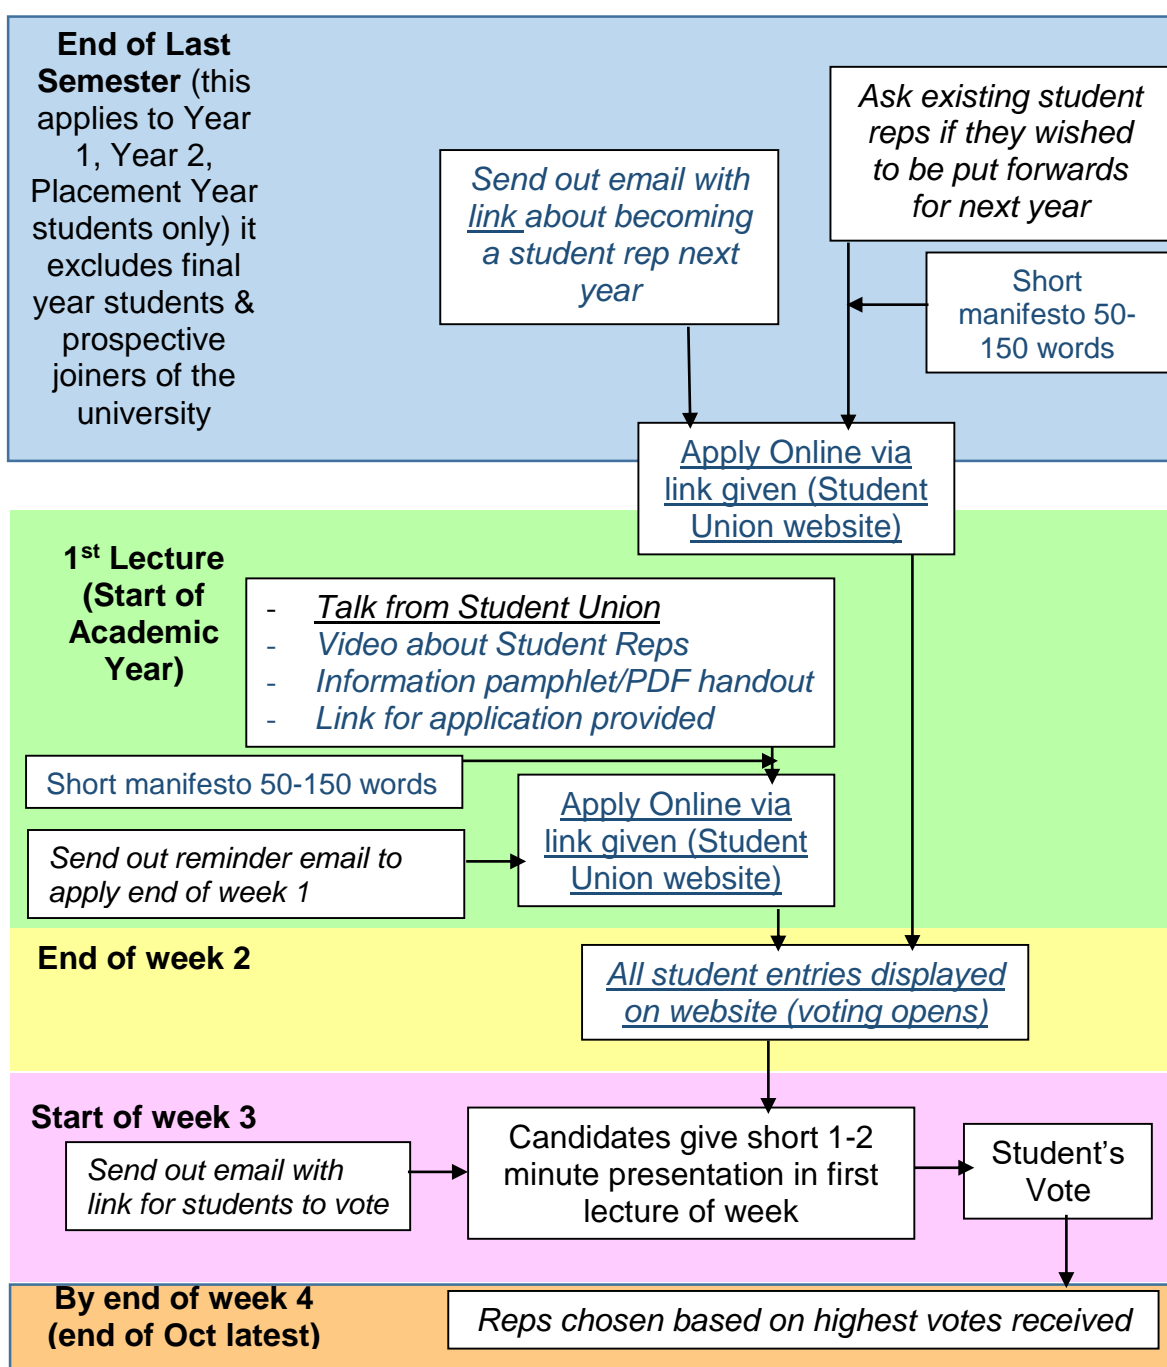 End of Last
Semester (this
applies to Year
1, Year 2,
Placement Year
students only) it
excludes final
year students &
prospective
joiners of the
university
Send out email with
link about becoming
a student rep next
year
Ask existing student
reps if they wished
to be put forwards
for next year
Short
manifesto 50-
150 words
Apply Online via
link given (Student
Union website)
1st Lecture
(Start of
Academic
Year)
- Talk from Student Union
- Video about Student Reps
- Information pamphlet/PDF handout
- Link for application provided
Short manifesto 50-150 words
Apply Online via
link given (Student
Union website)
Send out reminder email to
apply end of week 1
End of week 2
All student entries displayed
on website (voting opens)
Start of week 3
Send out email with
link for students to vote
Candidates give short 1-2
minute presentation in first
lecture of week
Student’s
Vote
By end of week 4
(end of Oct latest)
Reps chosen based on highest votes received